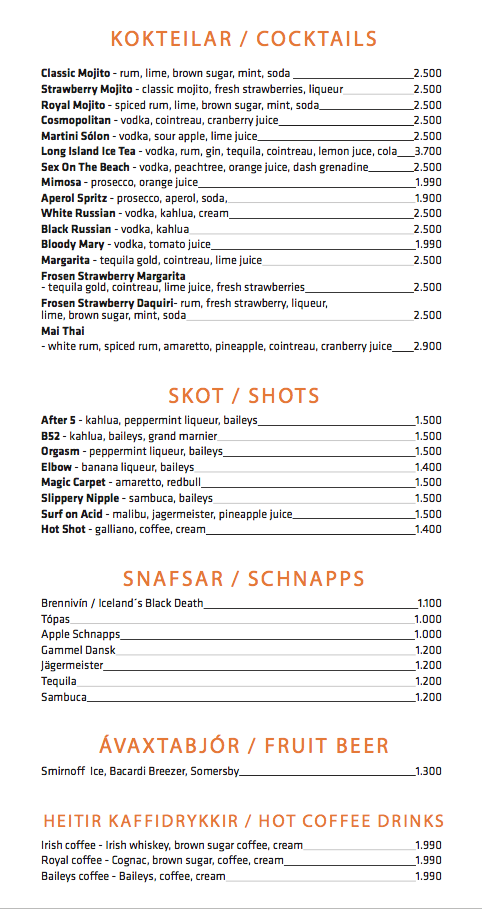 KOKTEILAR / COCKTAILS
Classic Mojito - rum, lime, brown sugar, mint, soda 2.500
Strawberry Mojito - classic mojito, fresh strawberries, liqueur 2.500
Royal Mojito - spiced rum, lime, brown sugar, mint, soda 2.500
Cosmopolitan - vodka, cointreau, cranberry juice 2.500
Martini Sólon - vodka, sour apple, lime juice 2.500
Long Island Ice Tea - vodka, rum, gin, tequila, cointreau, lemon juce, cola 3.700
Sex On The Beach - vodka, peachtree, orange juice, dash grenadine 2.500
Mimosa - prosecco, orange juice 1.990
Aperol Spritz - prosecco, aperol, soda, 1.900
White Russian - vodka, kahlua, cream 2.500
Black Russian - vodka, kahlua 2.500
Bloody Mary - vodka, tomato juice 1.990
Margarita - tequila gold, cointreau, lime juice 2.500
Frosen Strawberry Margarita
- tequila gold, cointreau, lime juice, fresh strawberries 2.500
Frosen Strawberry Daquiri- rum, fresh strawberry, liqueur,
lime, brown sugar, mint, soda 2.500
Mai Thai
- white rum, spiced rum, amaretto, pineapple, cointreau, cranberry juice 2.900
SKOT / SHOTS
After 5 - kahlua, peppermint liqueur, baileys 1.500
B52 - kahlua, baileys, grand marnier 1.500
Orgasm - peppermint liqueur, baileys 1.500
Elbow - banana liqueur, baileys 1.400
Magic Carpet - amaretto, redbull 1.500
Slippery Nipple - sambuca, baileys 1.500
Surf on Acid - malibu, jagermeister, pineapple juice 1.500
Hot Shot - galliano, coffee, cream 1.400
SNAFSAR / SCHNAPPS
Brennivín / Iceland´s Black Death 1.100
Tópas 1.000
Apple Schnapps 1.000
Gammel Dansk 1.200
Jägermeister 1.200
Tequila 1.200
Sambuca 1.200
ÁVAXTABJÓR / FRUIT BEER
Smirnoff Ice, Bacardi Breezer, Somersby 1.300
HEITIR KAFFIDRYKKIR / HOT COFFEE DRINKS
Irish coffee - Irish whiskey, brown sugar coffee, cream 1.990
Royal coffee - Cognac, brown sugar, coffee, cream 1.990
Baileys coffee - Baileys, coffee, cream 1.990